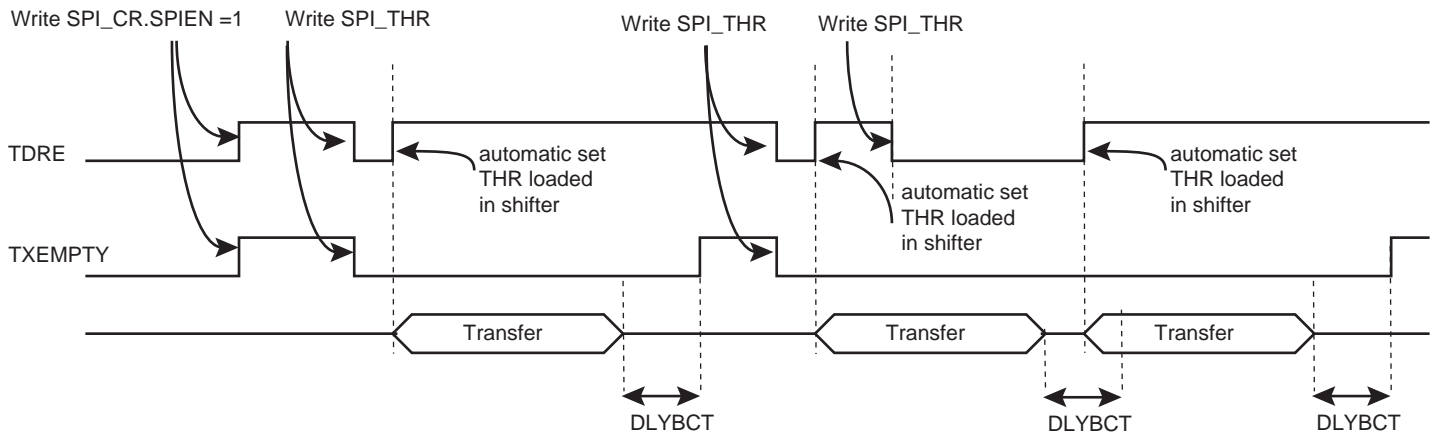 Write SPI_CR.SPIEN =1
Write SPI_THR
Write SPI_THR
Write SPI_THR
TDRE
automatic set
THR loaded
in shifter
automatic set
THR loaded
in shifter
automatic set
THR loaded
in shifter
TXEMPTY
Transfer
Transfer
Transfer
DLYBCT
DLYBCT
DLYBCT